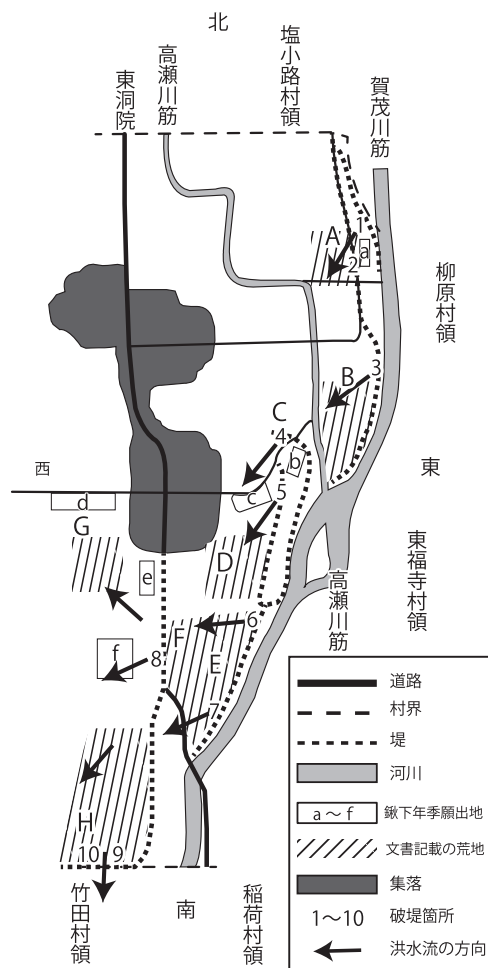 北
東洞院
高瀬川筋
塩小路村領
賀茂川筋
1
A
a
2
柳原村領
3
B
C
4
b
東
西
c
5
d
G
D
東福寺村領
e
高瀬川筋
6
F
E
8
f
7
H
10
9
竹田村領
南
稲荷村領
道路
村界
堤
河川
a～f 鍬下年季願出地
文書記載の荒地
集落
1～10 破堤箇所
洪水流の方向